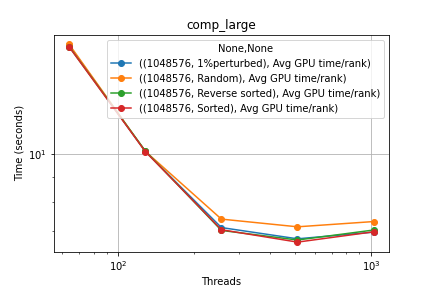 comp_large
None,None
((1048576, 1%perturbed), Avg GPU time/rank)
((1048576, Random), Avg GPU time/rank)
((1048576, Reverse sorted), Avg GPU time/rank)
((1048576, Sorted), Avg GPU time/rank)
Time (seconds)
10¹
10² 10³
Threads